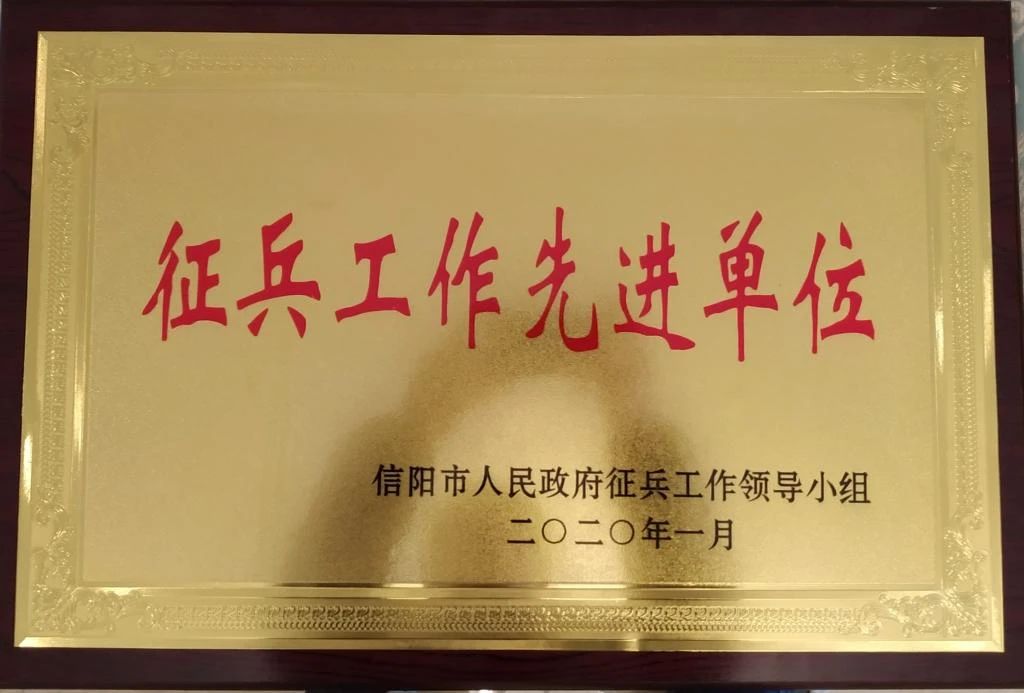 征兵工作先进单位
信阳市人民政府征兵工作领导小组
二〇二〇年一月